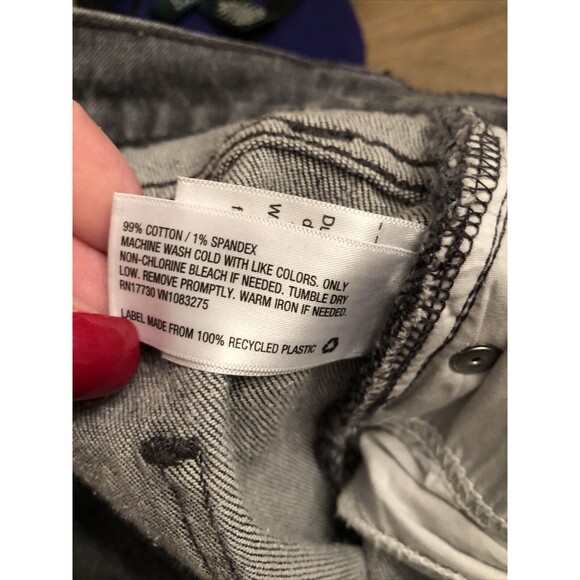 99% COTTON / 1% SPANDEX
MACHINE WASH COLD WITH LIKE COLORS. ONLY
NON-CHLORINE BLEACH IF NEEDED. TUMBLE DRY
LOW. REMOVE PROMPTLY. WARM IRON IF NEEDED.
RN17730 VN1083275
LABEL MADE FROM 100% RECYCLED PLASTIC